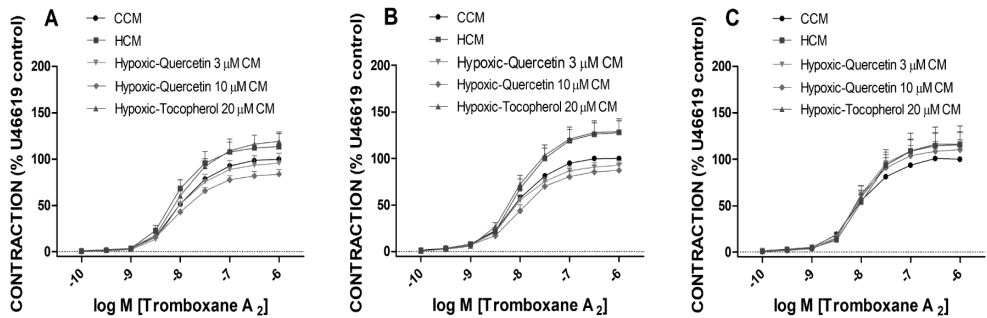 A
CCM
HCM
Hypoxic-Quercetin 3 μM CM
Hypoxic-Quercetin 10 μM CM
Hypoxic-Tocopherol 20 μM CM
CONTRACTION (% U46619 control)
200
150
100
50
0
-10
-9
-8
-7
-6
log M [Tromboxane A 2]
B
CCM
HCM
Hypoxic-Quercetin 3 μM CM
Hypoxic-Quercetin 10 μM CM
Hypoxic-Tocopherol 20 μM CM
CONTRACTION (% U46619 control)
200
150
100
50
0
-10
-9
-8
-7
-6
log M [Tromboxane A 2]
C
CCM
HCM
Hypoxic-Quercetin 3 μM CM
Hypoxic-Quercetin 10 μM CM
Hypoxic-Tocopherol 20 μM CM
CONTRACTION (% U46619 control)
200
150
100
50
0
-10
-9
-8
-7
-6
log M [Tromboxane A 2]